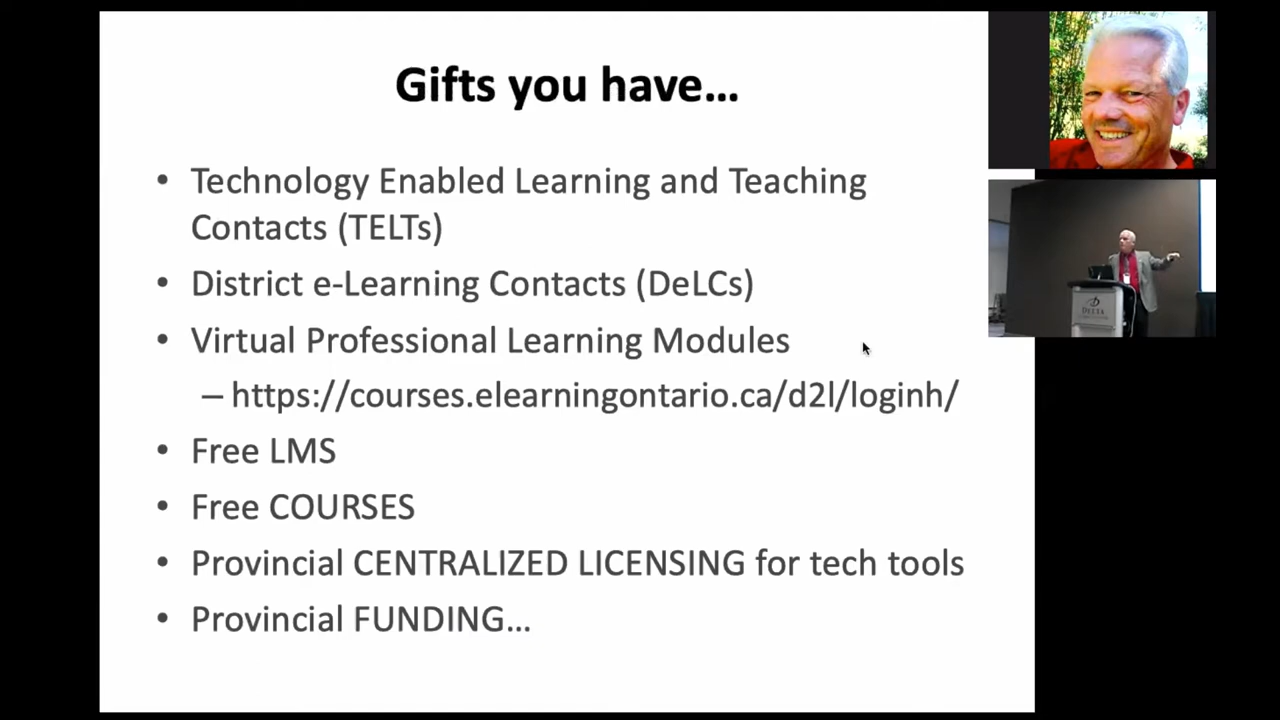 Gifts you have…
• Technology Enabled Learning and Teaching
Contacts (TELTs)
• District e-Learning Contacts (DeLCs)
• Virtual Professional Learning Modules
– https://courses.elearningontario.ca/d2l/loginh/
• Free LMS
• Free COURSES
• Provincial CENTRALIZED LICENSING for tech tools
• Provincial FUNDING…
DELTA